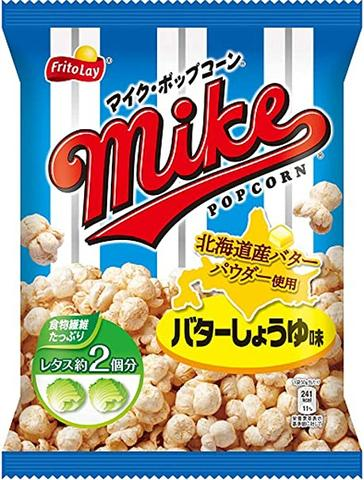 FritoLay
マイク・ポップコーン
mike
POPCORN
北海道産バター
パウダー使用
バターしょうゆ味
食物繊維
たっぷり
レタス約2個分
241
kcal
11%